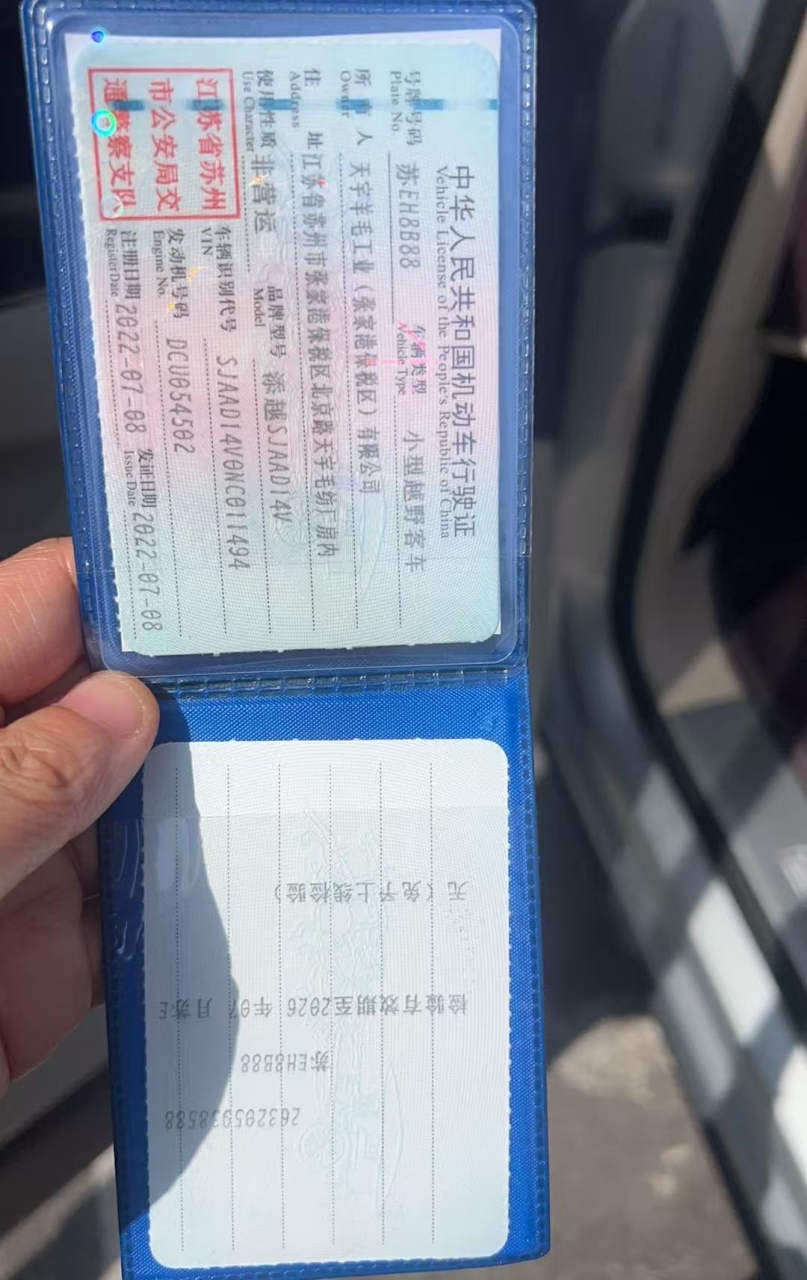 中华人民共和国机动车行驶证
Vehicle License of the People's Republic of China
号牌号码 苏EH8B88 车辆类型 小型越野客车
Plate No. Vehicle Type
所有人 天宇羊毛工业(张家港保税区)有限公司
Owner
住址 江苏省苏州市张家港保税区北京路天宇毛纺厂房内
Address
使用性质 非营运 品牌型号 添越SJAAD14V
Use Character Model
江苏省苏州
市公安局交
通警察支队
车辆识别代号 SJAAD14V0NC011494
VIN
发动机号码 DCU054502
Engine No.
注册日期 2022-07-08 发证日期 2022-07-08
Register Date Issue Date
无(免予上线检验)
检验有效期至2026年07月苏E
苏EH8B88